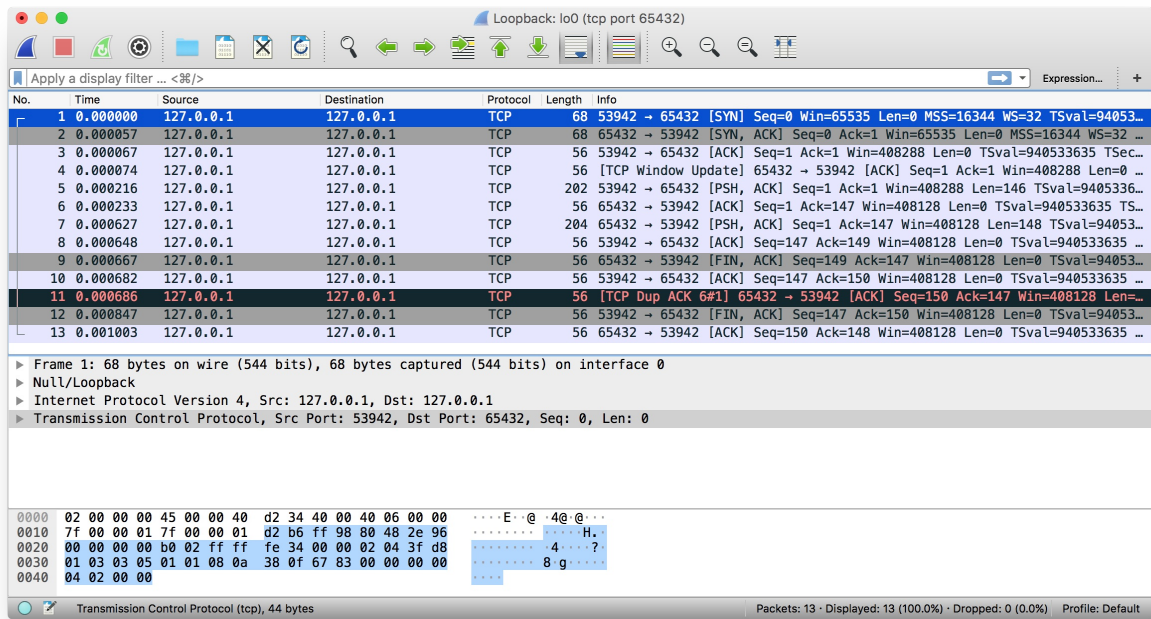 Loopback: lo0 (tcp port 65432)
Apply a display filter ... <⌘/>
Expression...
+
No. Time Source Destination Protocol Length Info
1 0.000000 127.0.0.1 127.0.0.1 TCP 68 53942 → 65432 [SYN] Seq=0 Win=65535 Len=0 MSS=16344 WS=32 TSval=94053…
2 0.000057 127.0.0.1 127.0.0.1 TCP 68 65432 → 53942 [SYN, ACK] Seq=0 Ack=1 Win=65535 Len=0 MSS=16344 WS=32 …
3 0.000067 127.0.0.1 127.0.0.1 TCP 56 53942 → 65432 [ACK] Seq=1 Ack=1 Win=408288 Len=0 TSval=940533635 TSec…
4 0.000074 127.0.0.1 127.0.0.1 TCP 56 [TCP Window Update] 65432 → 53942 [ACK] Seq=1 Ack=1 Win=408288 Len=0 …
5 0.000216 127.0.0.1 127.0.0.1 TCP 202 53942 → 65432 [PSH, ACK] Seq=1 Ack=1 Win=408288 Len=146 TSval=9405336…
6 0.000233 127.0.0.1 127.0.0.1 TCP 56 65432 → 53942 [ACK] Seq=1 Ack=147 Win=408128 Len=0 TSval=940533635 TS…
7 0.000627 127.0.0.1 127.0.0.1 TCP 204 65432 → 53942 [PSH, ACK] Seq=1 Ack=147 Win=408128 Len=148 TSval=94053…
8 0.000648 127.0.0.1 127.0.0.1 TCP 56 53942 → 65432 [ACK] Seq=147 Ack=149 Win=408128 Len=0 TSval=940533635 …
9 0.000667 127.0.0.1 127.0.0.1 TCP 56 65432 → 53942 [FIN, ACK] Seq=149 Ack=147 Win=408128 Len=0 TSval=94053…
10 0.000682 127.0.0.1 127.0.0.1 TCP 56 53942 → 65432 [ACK] Seq=147 Ack=150 Win=408128 Len=0 TSval=940533635 …
11 0.000686 127.0.0.1 127.0.0.1 TCP 56 [TCP Dup ACK 6#1] 65432 → 53942 [ACK] Seq=150 Ack=147 Win=408128 Len=…
12 0.000847 127.0.0.1 127.0.0.1 TCP 56 53942 → 65432 [FIN, ACK] Seq=147 Ack=150 Win=408128 Len=0 TSval=94053…
13 0.001003 127.0.0.1 127.0.0.1 TCP 56 65432 → 53942 [ACK] Seq=150 Ack=148 Win=408128 Len=0 TSval=940533635 …
Frame 1: 68 bytes on wire (544 bits), 68 bytes captured (544 bits) on interface 0
Null/Loopback
Internet Protocol Version 4, Src: 127.0.0.1, Dst: 127.0.0.1
Transmission Control Protocol, Src Port: 53942, Dst Port: 65432, Seq: 0, Len: 0
0000 02 00 00 00 45 00 00 40 d2 34 40 00 40 06 00 00 ····E··@ ·4@·@···
0010 7f 00 00 01 7f 00 00 01 d2 b6 ff 98 80 48 2e 96 ········ ·····H.·
0020 00 00 00 00 b0 02 ff ff fe 34 00 00 02 04 3f d8 ········ ·4····?·
0030 01 03 03 05 01 01 08 0a 38 0f 67 83 00 00 00 00 ········ 8·g·····
0040 04 02 00 00 ····
Transmission Control Protocol (tcp), 44 bytes
Packets: 13 · Displayed: 13 (100.0%) · Dropped: 0 (0.0%)
Profile: Default